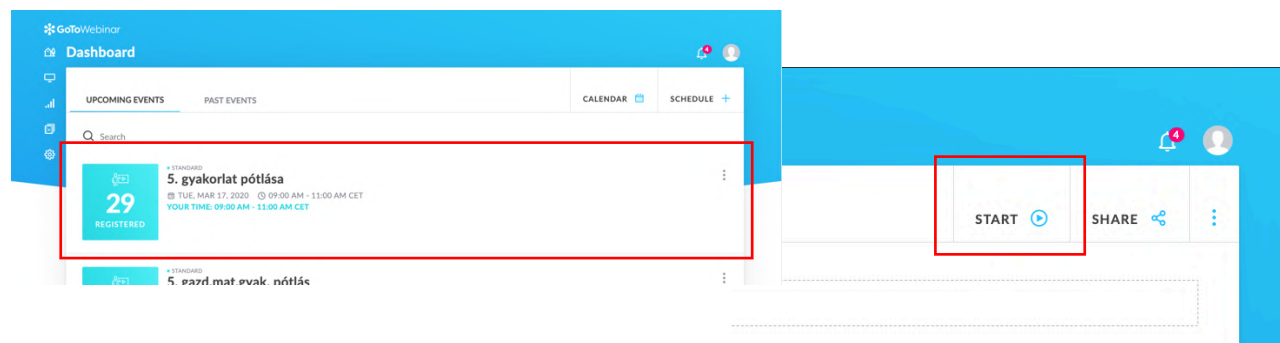 GoToWebinar
Dashboard
4
UPCOMING EVENTS
PAST EVENTS
CALENDAR
SCHEDULE +
Search
STANDARD
5. gyakorlat pótlása
TUE, MAR 17, 2020 09:00 AM - 11:00 AM CET
YOUR TIME: 09:00 AM - 11:00 AM CET
29
REGISTERED
STANDARD
5. gazd.mat.gyak. pótlás
4
START
SHARE